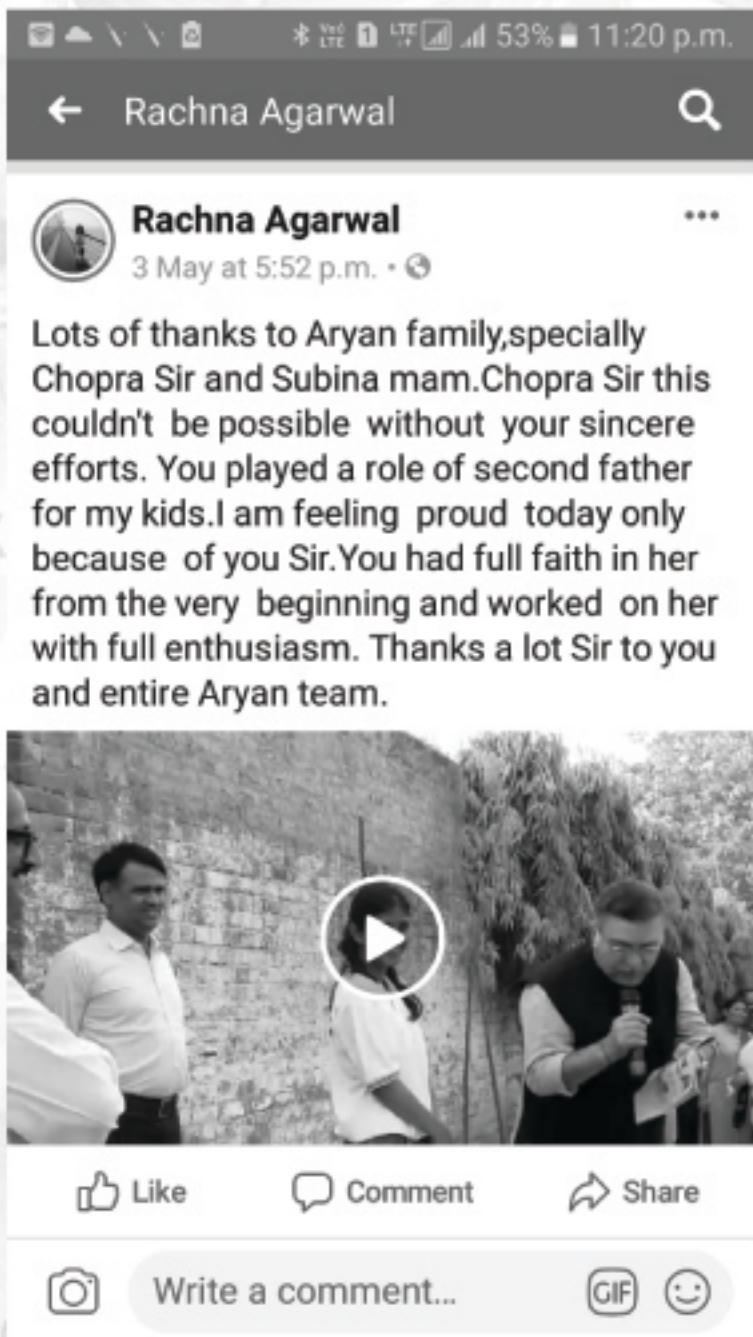 Vo) LTE 1 LTE 53% 11:20 p.m.
Rachna Agarwal
Rachna Agarwal
3 May at 5:52 p.m.
Lots of thanks to Aryan family,specially
Chopra Sir and Subina mam.Chopra Sir this
couldn't be possible without your sincere
efforts. You played a role of second father
for my kids.I am feeling proud today only
because of you Sir.You had full faith in her
from the very beginning and worked on her
with full enthusiasm. Thanks a lot Sir to you
and entire Aryan team.
Like Comment Share
Write a comment... GIF